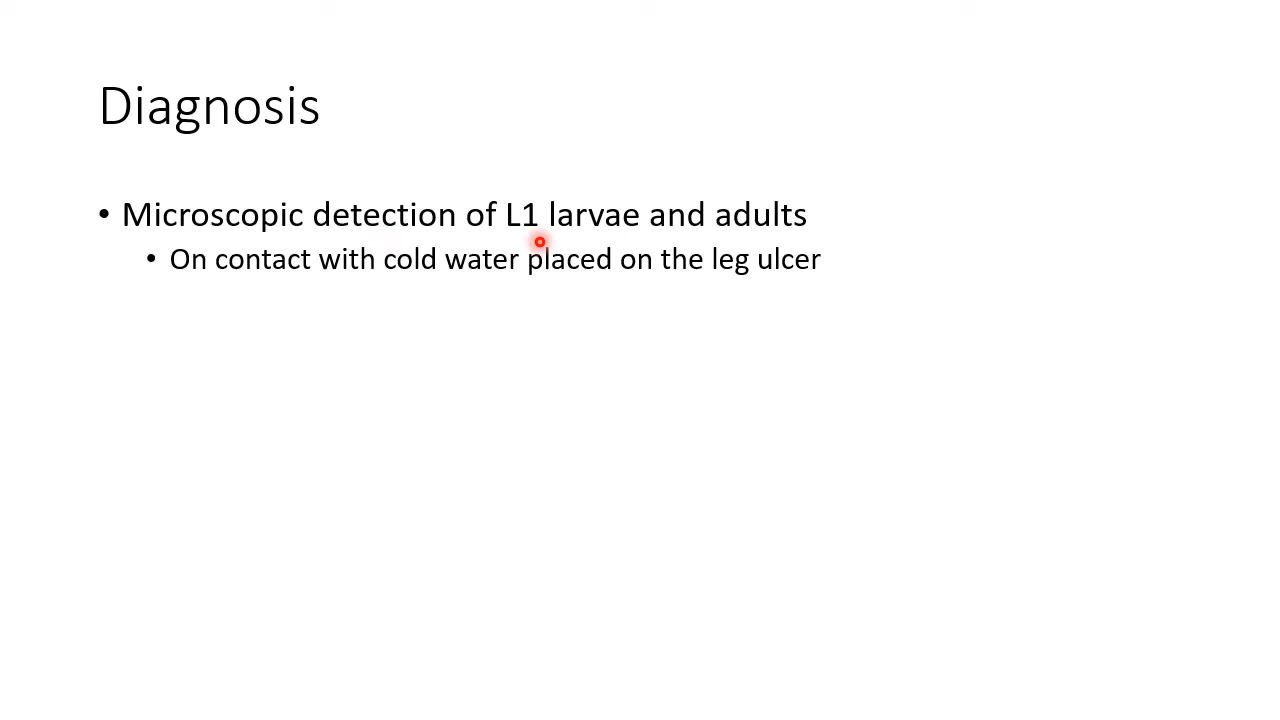 Diagnosis
• Microscopic detection of L1 larvae and adults
• On contact with cold water placed on the leg ulcer